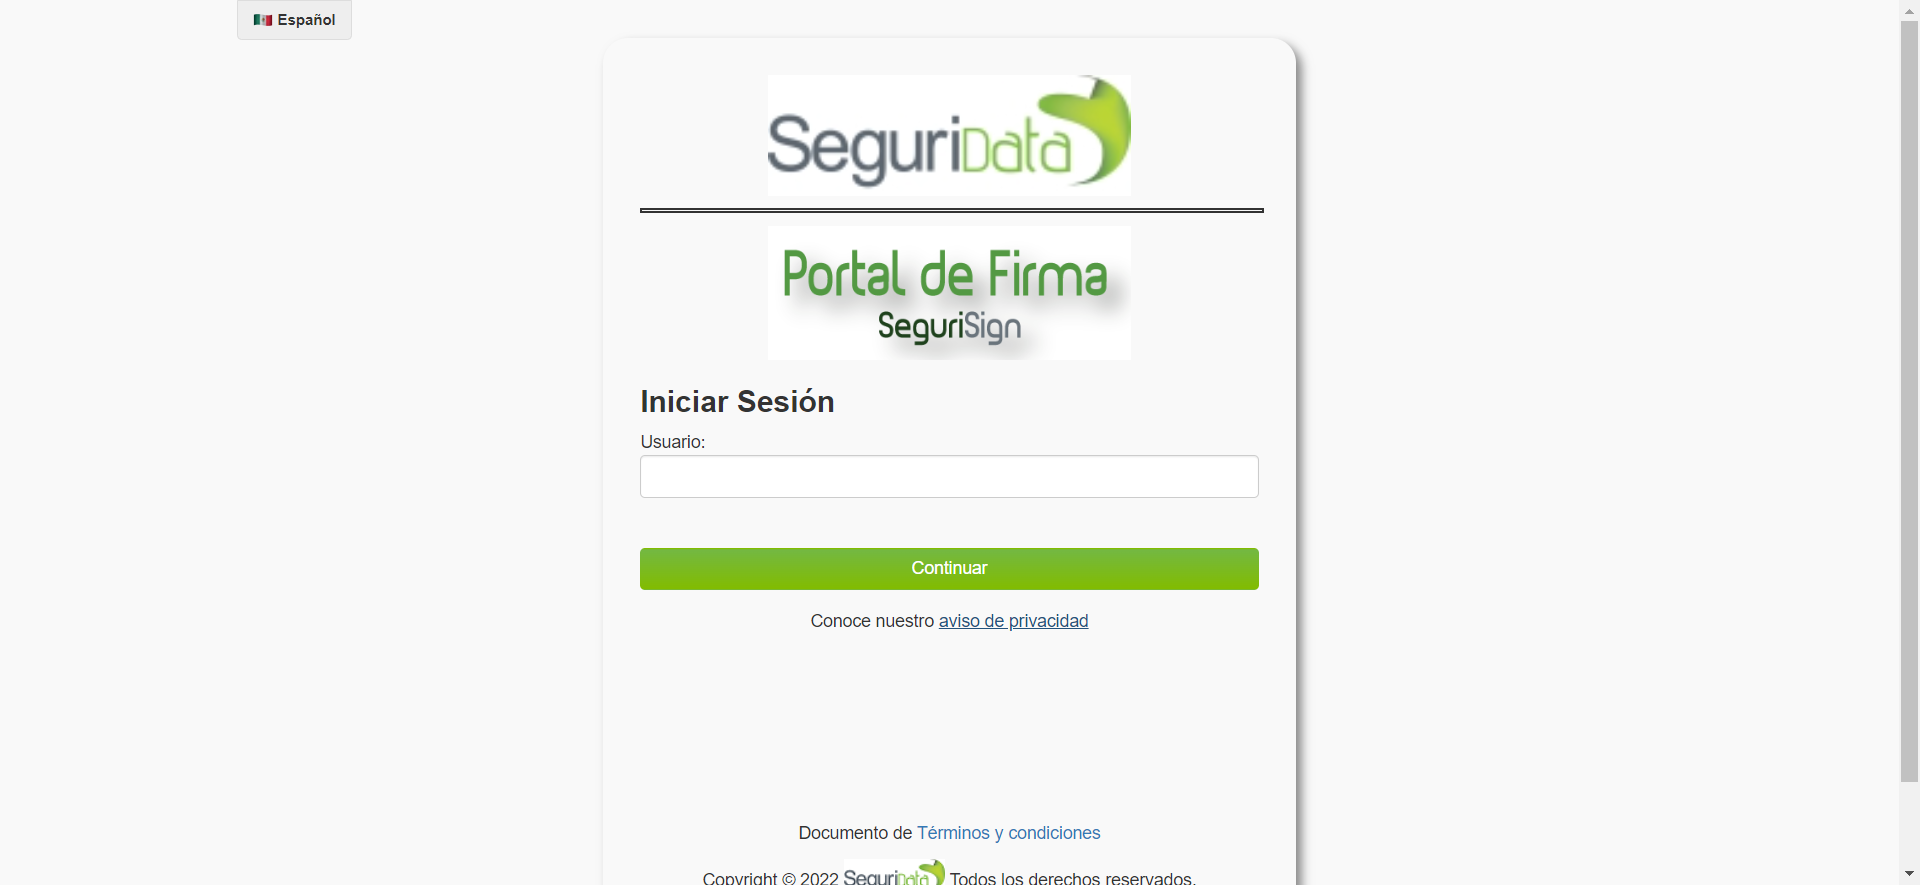 🇲🇽 Español
SeguriData
Portal de Firma
SeguriSign
Iniciar Sesión
Usuario:
Continuar
Conoce nuestro aviso de privacidad
Documento de Términos y condiciones
Copyright © 2022 SeguriData Todos los derechos reservados.